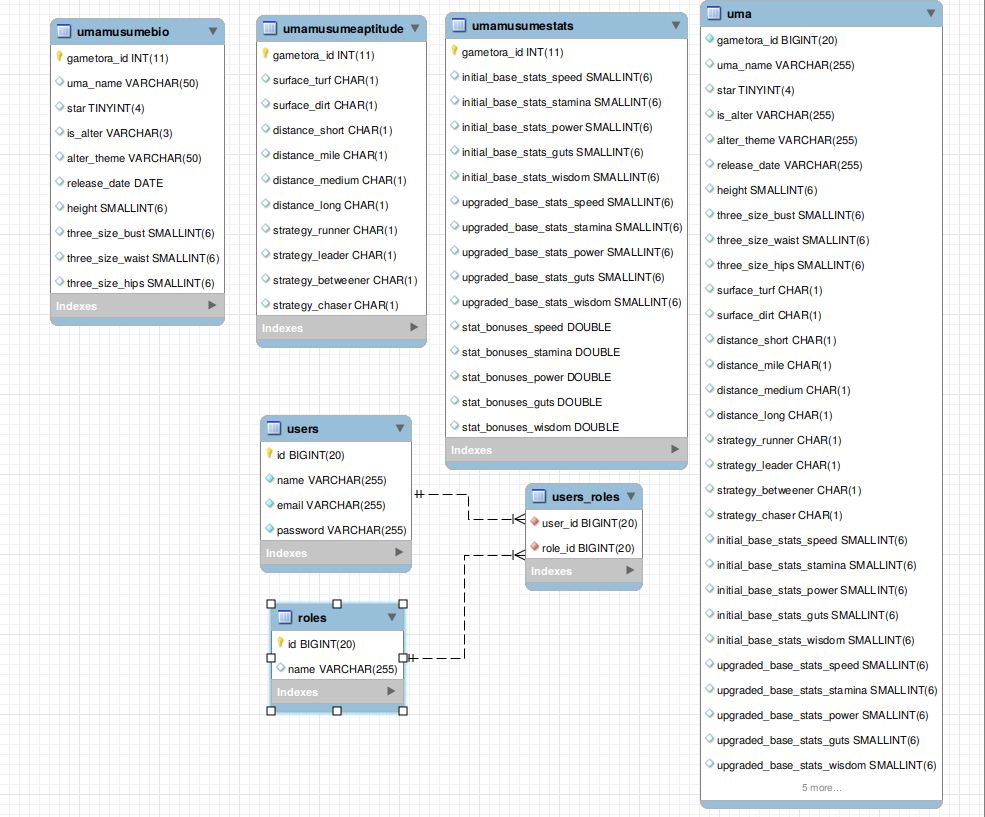 umamusumebio
gametora_id INT(11)
uma_name VARCHAR(50)
star TINYINT(4)
is_alter VARCHAR(3)
alter_theme VARCHAR(50)
release_date DATE
height SMALLINT(6)
three_size_bust SMALLINT(6)
three_size_waist SMALLINT(6)
three_size_hips SMALLINT(6)
Indexes
umamusumeaptitude
gametora_id INT(11)
surface_turf CHAR(1)
surface_dirt CHAR(1)
distance_short CHAR(1)
distance_mile CHAR(1)
distance_medium CHAR(1)
distance_long CHAR(1)
strategy_runner CHAR(1)
strategy_leader CHAR(1)
strategy_betweener CHAR(1)
strategy_chaser CHAR(1)
Indexes
umamusumestats
gametora_id INT(11)
initial_base_stats_speed SMALLINT(6)
initial_base_stats_stamina SMALLINT(6)
initial_base_stats_power SMALLINT(6)
initial_base_stats_guts SMALLINT(6)
initial_base_stats_wisdom SMALLINT(6)
upgraded_base_stats_speed SMALLINT(6)
upgraded_base_stats_stamina SMALLINT(6)
upgraded_base_stats_power SMALLINT(6)
upgraded_base_stats_guts SMALLINT(6)
upgraded_base_stats_wisdom SMALLINT(6)
stat_bonuses_speed DOUBLE
stat_bonuses_stamina DOUBLE
stat_bonuses_power DOUBLE
stat_bonuses_guts DOUBLE
stat_bonuses_wisdom DOUBLE
Indexes
uma
gametora_id BIGINT(20)
uma_name VARCHAR(255)
star TINYINT(4)
is_alter VARCHAR(255)
alter_theme VARCHAR(255)
release_date VARCHAR(255)
height SMALLINT(6)
three_size_bust SMALLINT(6)
three_size_waist SMALLINT(6)
three_size_hips SMALLINT(6)
surface_turf CHAR(1)
surface_dirt CHAR(1)
distance_short CHAR(1)
distance_mile CHAR(1)
distance_medium CHAR(1)
distance_long CHAR(1)
strategy_runner CHAR(1)
strategy_leader CHAR(1)
strategy_betweener CHAR(1)
strategy_chaser CHAR(1)
initial_base_stats_speed SMALLINT(6)
initial_base_stats_stamina SMALLINT(6)
initial_base_stats_power SMALLINT(6)
initial_base_stats_guts SMALLINT(6)
initial_base_stats_wisdom SMALLINT(6)
upgraded_base_stats_speed SMALLINT(6)
upgraded_base_stats_stamina SMALLINT(6)
upgraded_base_stats_power SMALLINT(6)
upgraded_base_stats_guts SMALLINT(6)
upgraded_base_stats_wisdom SMALLINT(6)
5 more...
users
id BIGINT(20)
name VARCHAR(255)
email VARCHAR(255)
password VARCHAR(255)
Indexes
users_roles
user_id BIGINT(20)
role_id BIGINT(20)
Indexes
roles
id BIGINT(20)
name VARCHAR(255)
Indexes